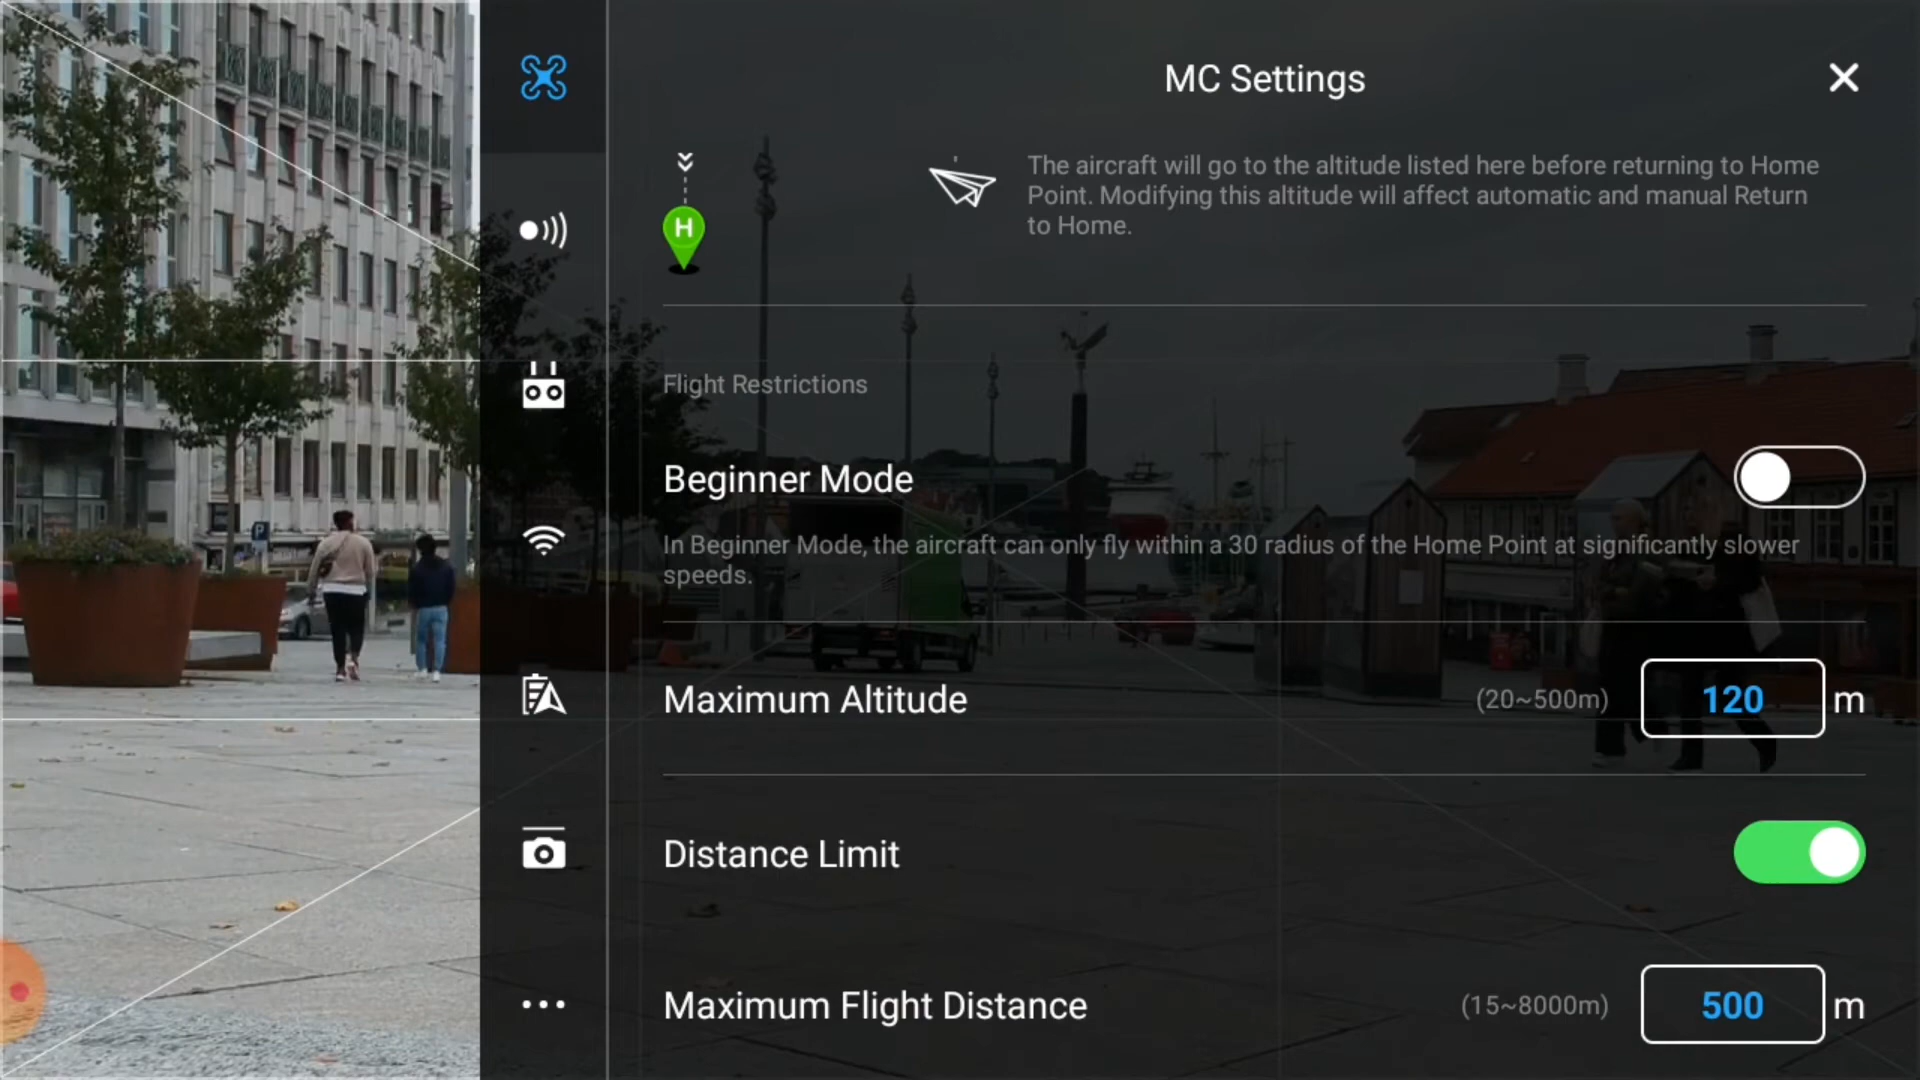 MC Settings
The aircraft will go to the altitude listed here before returning to Home
Point. Modifying this altitude will affect automatic and manual Return
to Home.
H
Flight Restrictions
Beginner Mode
In Beginner Mode, the aircraft can only fly within a 30 radius of the Home Point at significantly slower
speeds.
P
Maximum Altitude (20~500m) 120 m
Distance Limit
Maximum Flight Distance (15~8000m) 500 m